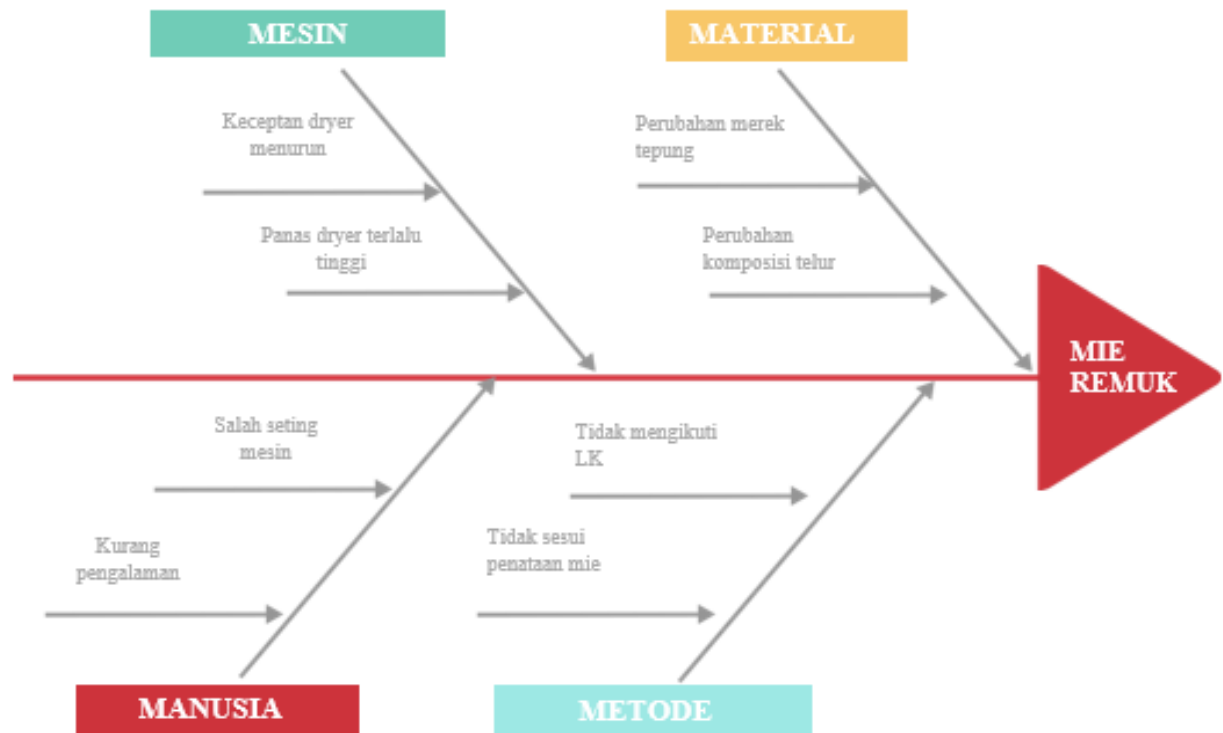 MESIN
MATERIAL
Keceptan dryer
menurun
Perubahan merek
tepung
Panas dryer terlalu
tinggi
Perubahan
komposisi telur
MIE
REMUK
Salah seting
mesin
Tidak mengikuti
LK
Kurang
pengalaman
Tidak sesui
penataan mie
MANUSIA
METODE